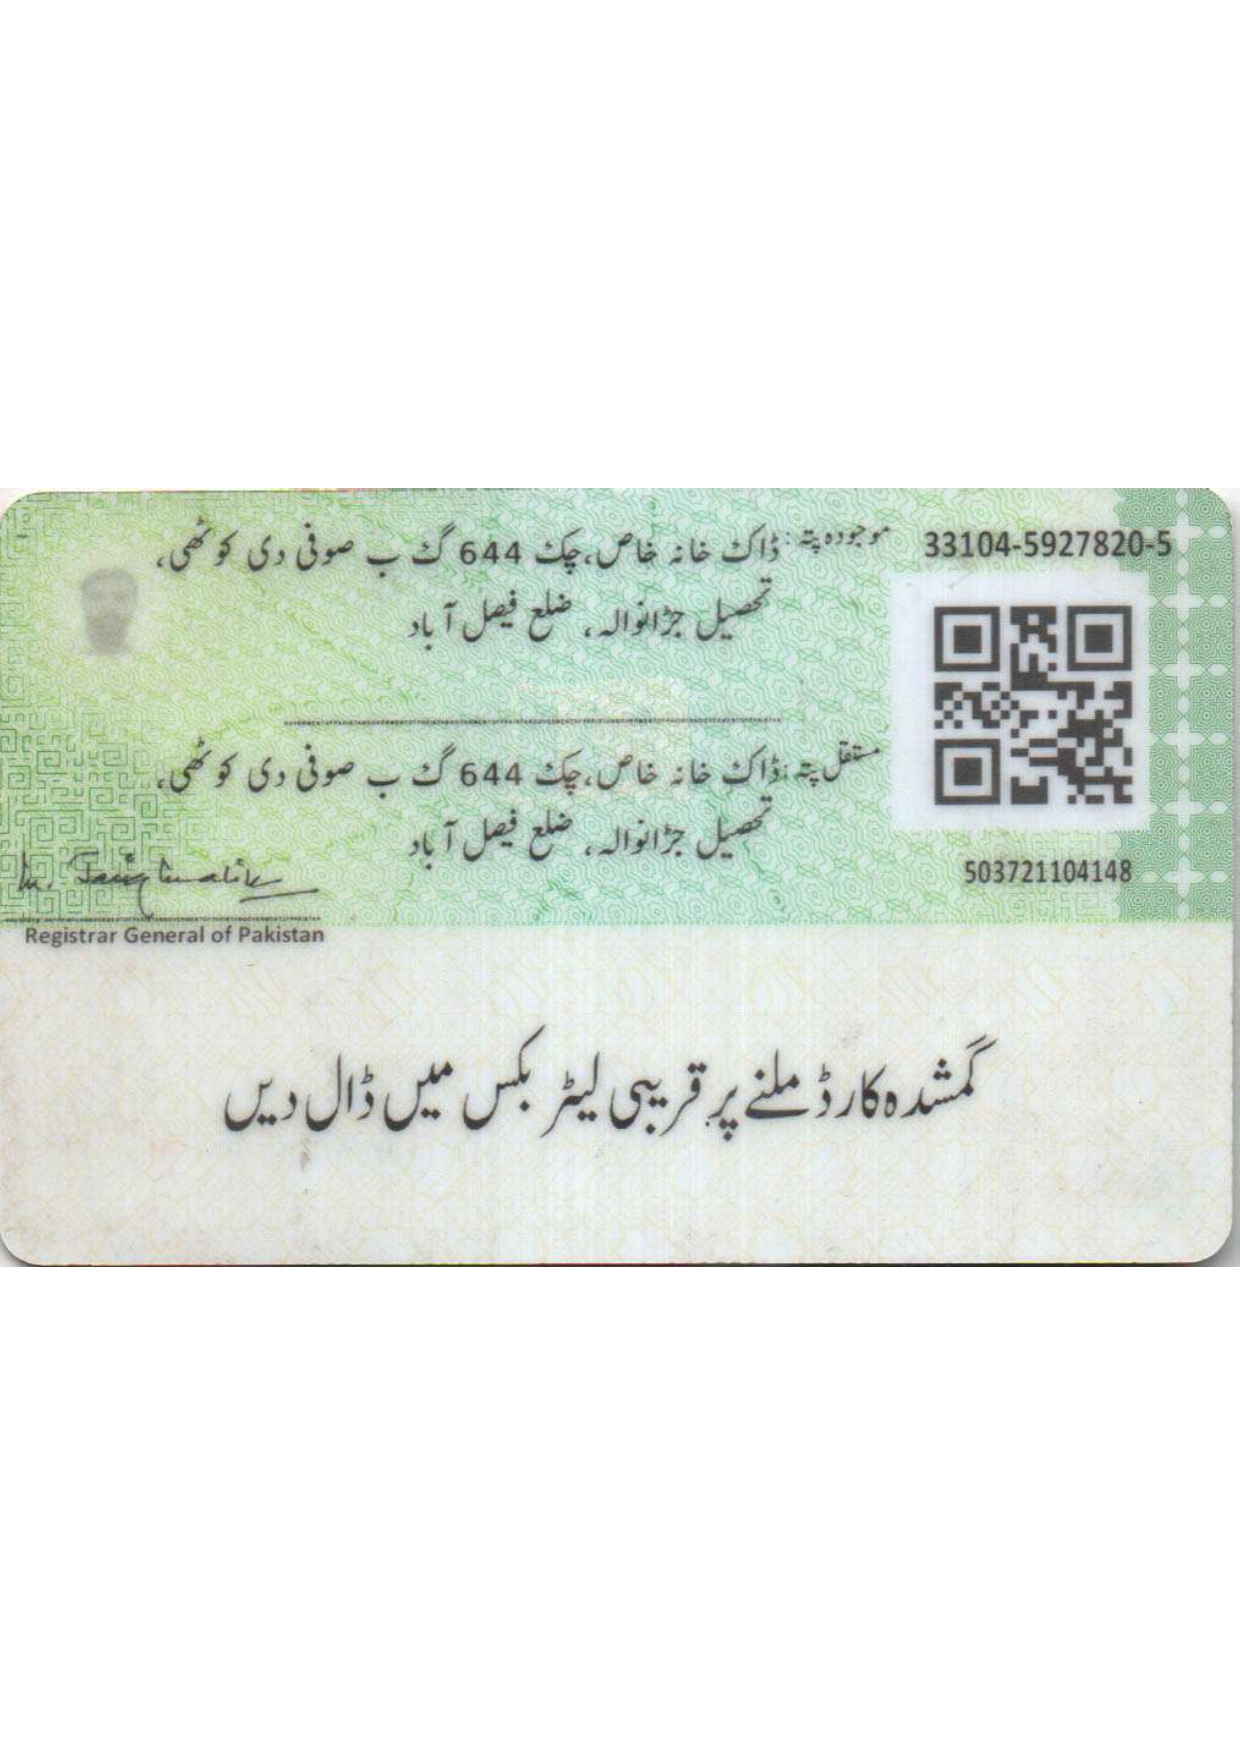 33104-5927820-5
موجودہ پتہ: ڈاک خانہ خاص، چک 644 گ ب صوفی دی کوٹھی،
تحصیل جڑانوالہ، ضلع فیصل آباد
مستقل پتہ: ڈاک خانہ خاص، چک 644 گ ب صوفی دی کوٹھی،
تحصیل جڑانوالہ، ضلع فیصل آباد
503721104148
Registrar General of Pakistan
گمشدہ کارڈ ملنے پر قریبی لیٹر بکس میں ڈال دیں